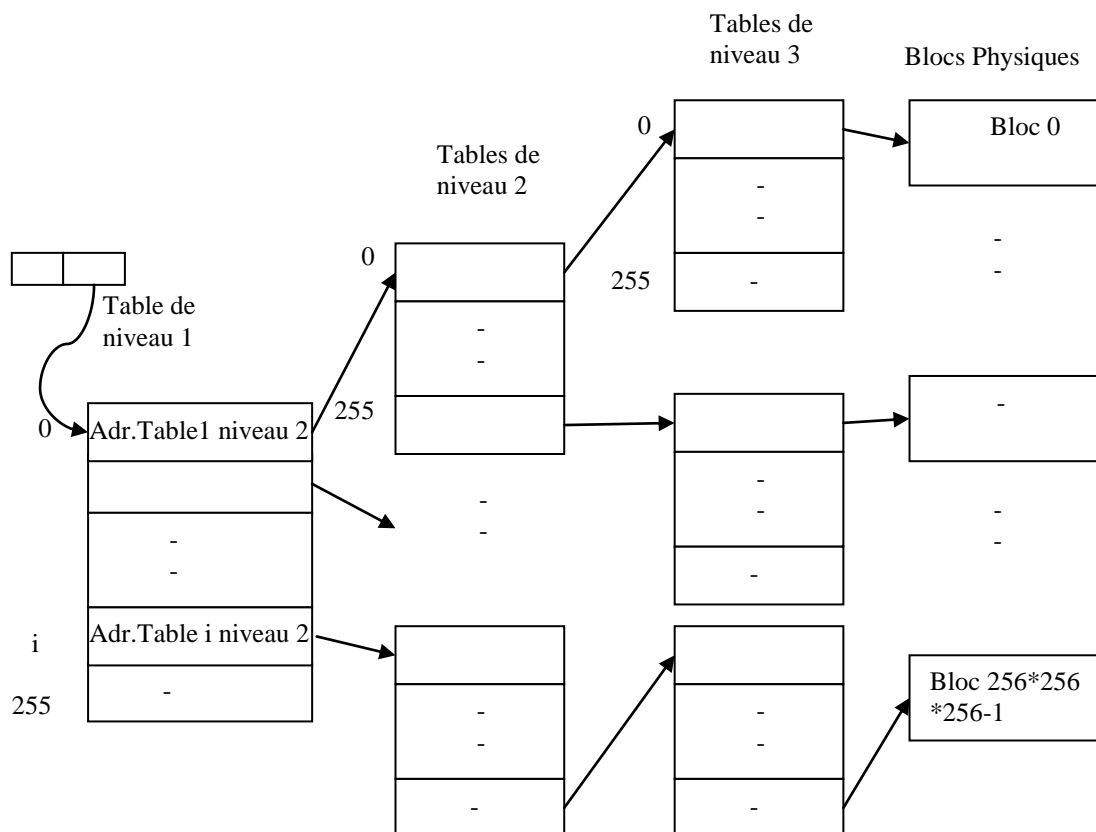 Tables de
niveau 3
Blocs Physiques
0
Bloc 0
Tables de
niveau 2
-
-
-
-
0
255
-
Table de
niveau 1
-
-
255
-
0
Adr.Table1 niveau 2
-
-
-
-
-
-
-
-
-
-
i
Adr.Table i niveau 2
255
-
-
-
-
-
Bloc 256*256
*256-1
-
-